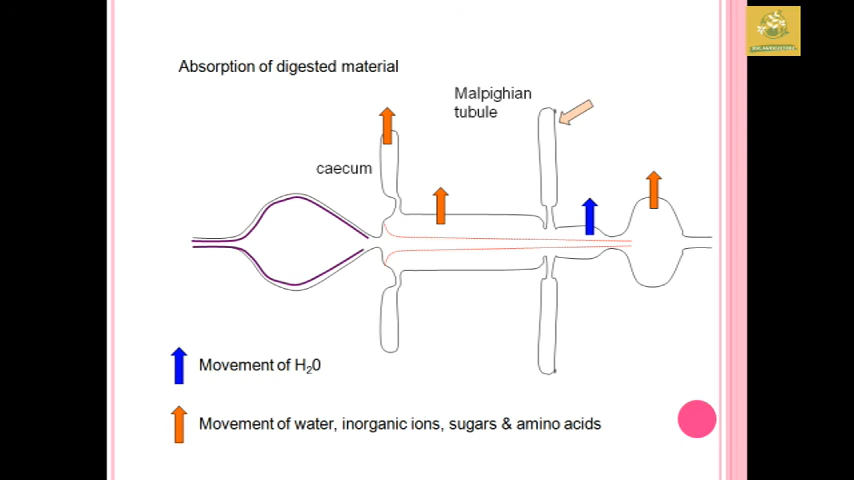 Absorption of digested material
Malpighian
tubule
caecum
Movement of H₂0
Movement of water, inorganic ions, sugars & amino acids